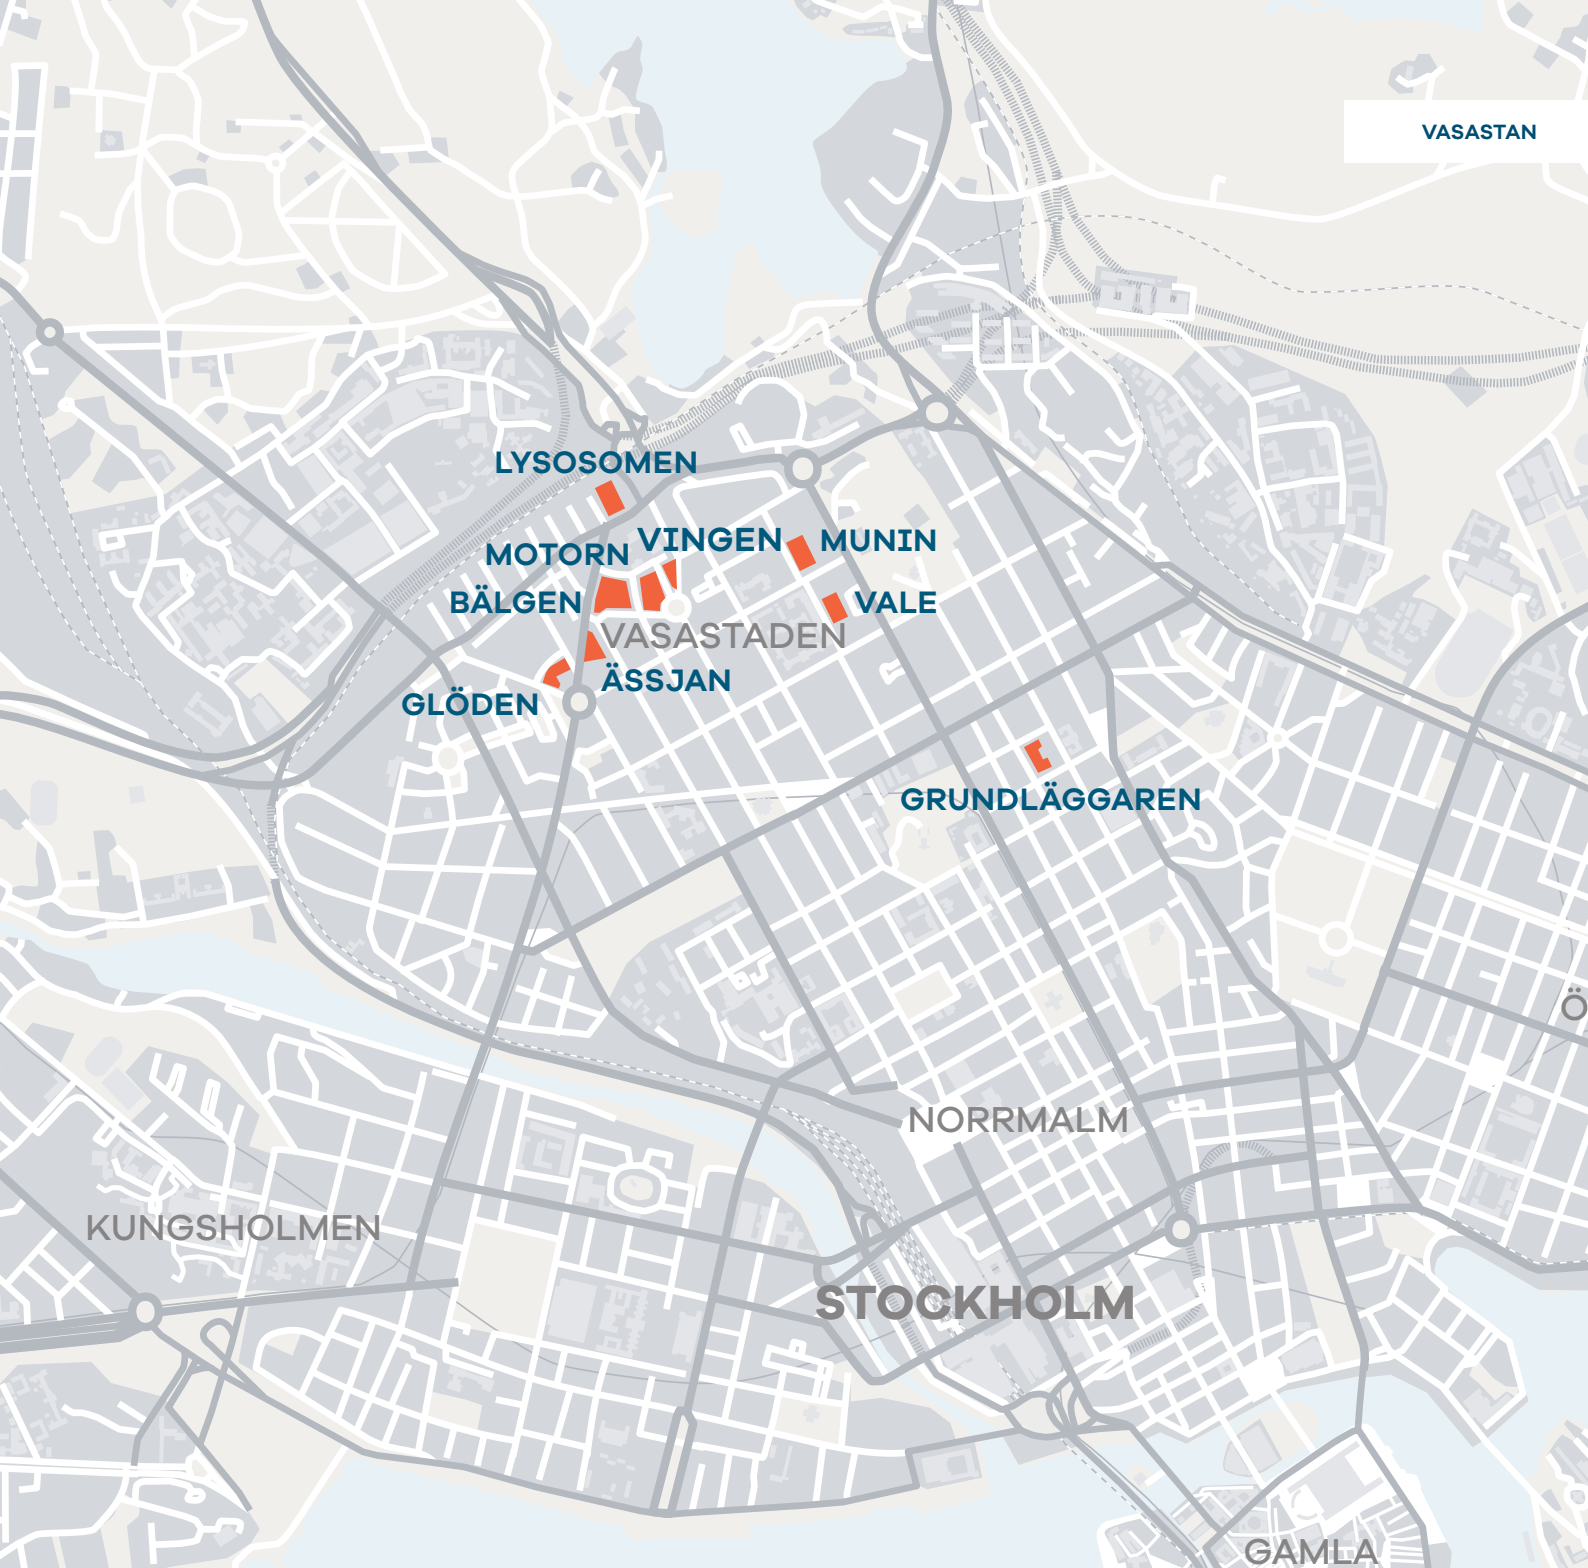 VASASTAN
LYSOSOMEN
MOTORN
VINGEN
MUNIN
BÄLGEN
VALE
VASASTADEN
ÄSSJAN
GLÖDEN
GRUNDLÄGGAREN
Ö
NORRMALM
KUNGSHOLMEN
STOCKHOLM
GAMLA